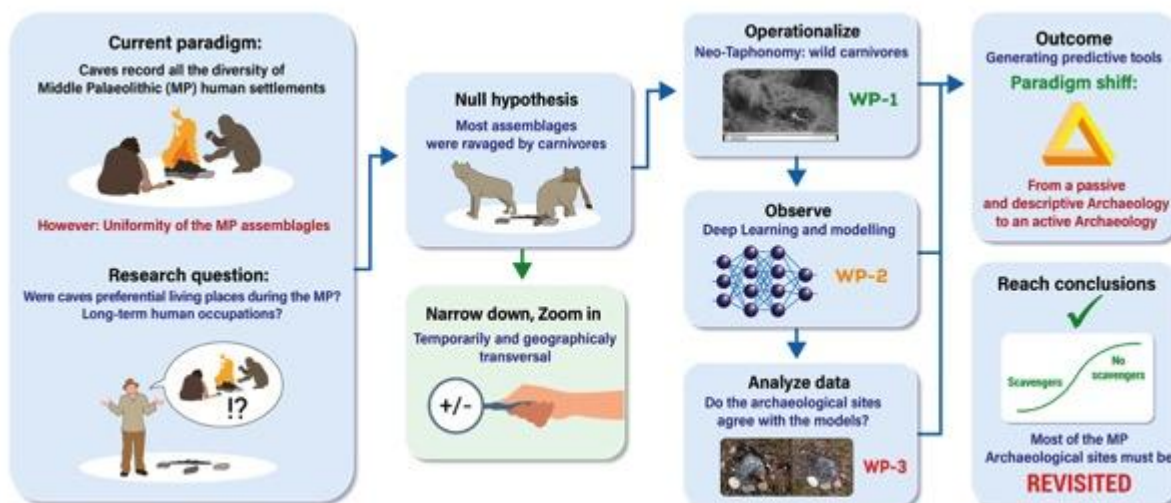 Current paradigm:
Caves record all the diversity of
Middle Palaeolithic (MP) human settlements
However: Uniformity of the MP assemblagles
Research question:
Were caves preferential living places during the MP?
Long-term human occupations?
!?
Null hypothesis
Most assemblages
were ravaged by carnivores
Narrow down, Zoom in
Temporarily and geographicaly
transversal
+/-
Operationalize
Neo-Taphonomy: wild carnivores
WP-1
Observe
Deep Learning and modelling
WP-2
Analyze data
Do the archaeological sites
agree with the models?
WP-3
Outcome
Generating predictive tools
Paradigm shift:
From a passive
and descriptive Archaeology
to an active Archaeology
Reach conclusions
Scavengers
No
scavengers
Most of the MP
Archaeological sites must be
REVISITED